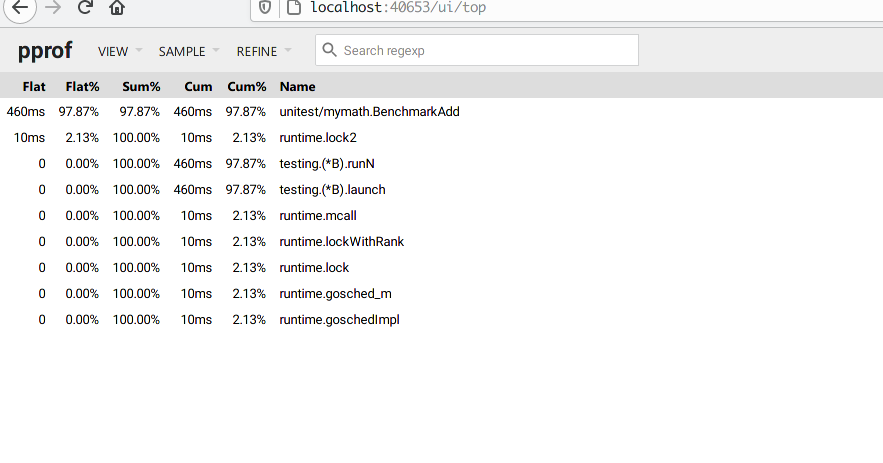 localhost:40653/ui/top
pprof VIEW SAMPLE REFINE Search regexp
Flat Flat% Sum% Cum Cum% Name
460ms 97.87% 97.87% 460ms 97.87% unitest/mymath.BenchmarkAdd
10ms 2.13% 100.00% 10ms 2.13% runtime.lock2
0 0.00% 100.00% 460ms 97.87% testing.(*B).runN
0 0.00% 100.00% 460ms 97.87% testing.(*B).launch
0 0.00% 100.00% 10ms 2.13% runtime.mcall
0 0.00% 100.00% 10ms 2.13% runtime.lockWithRank
0 0.00% 100.00% 10ms 2.13% runtime.lock
0 0.00% 100.00% 10ms 2.13% runtime.gosched_m
0 0.00% 100.00% 10ms 2.13% runtime.goschedImpl